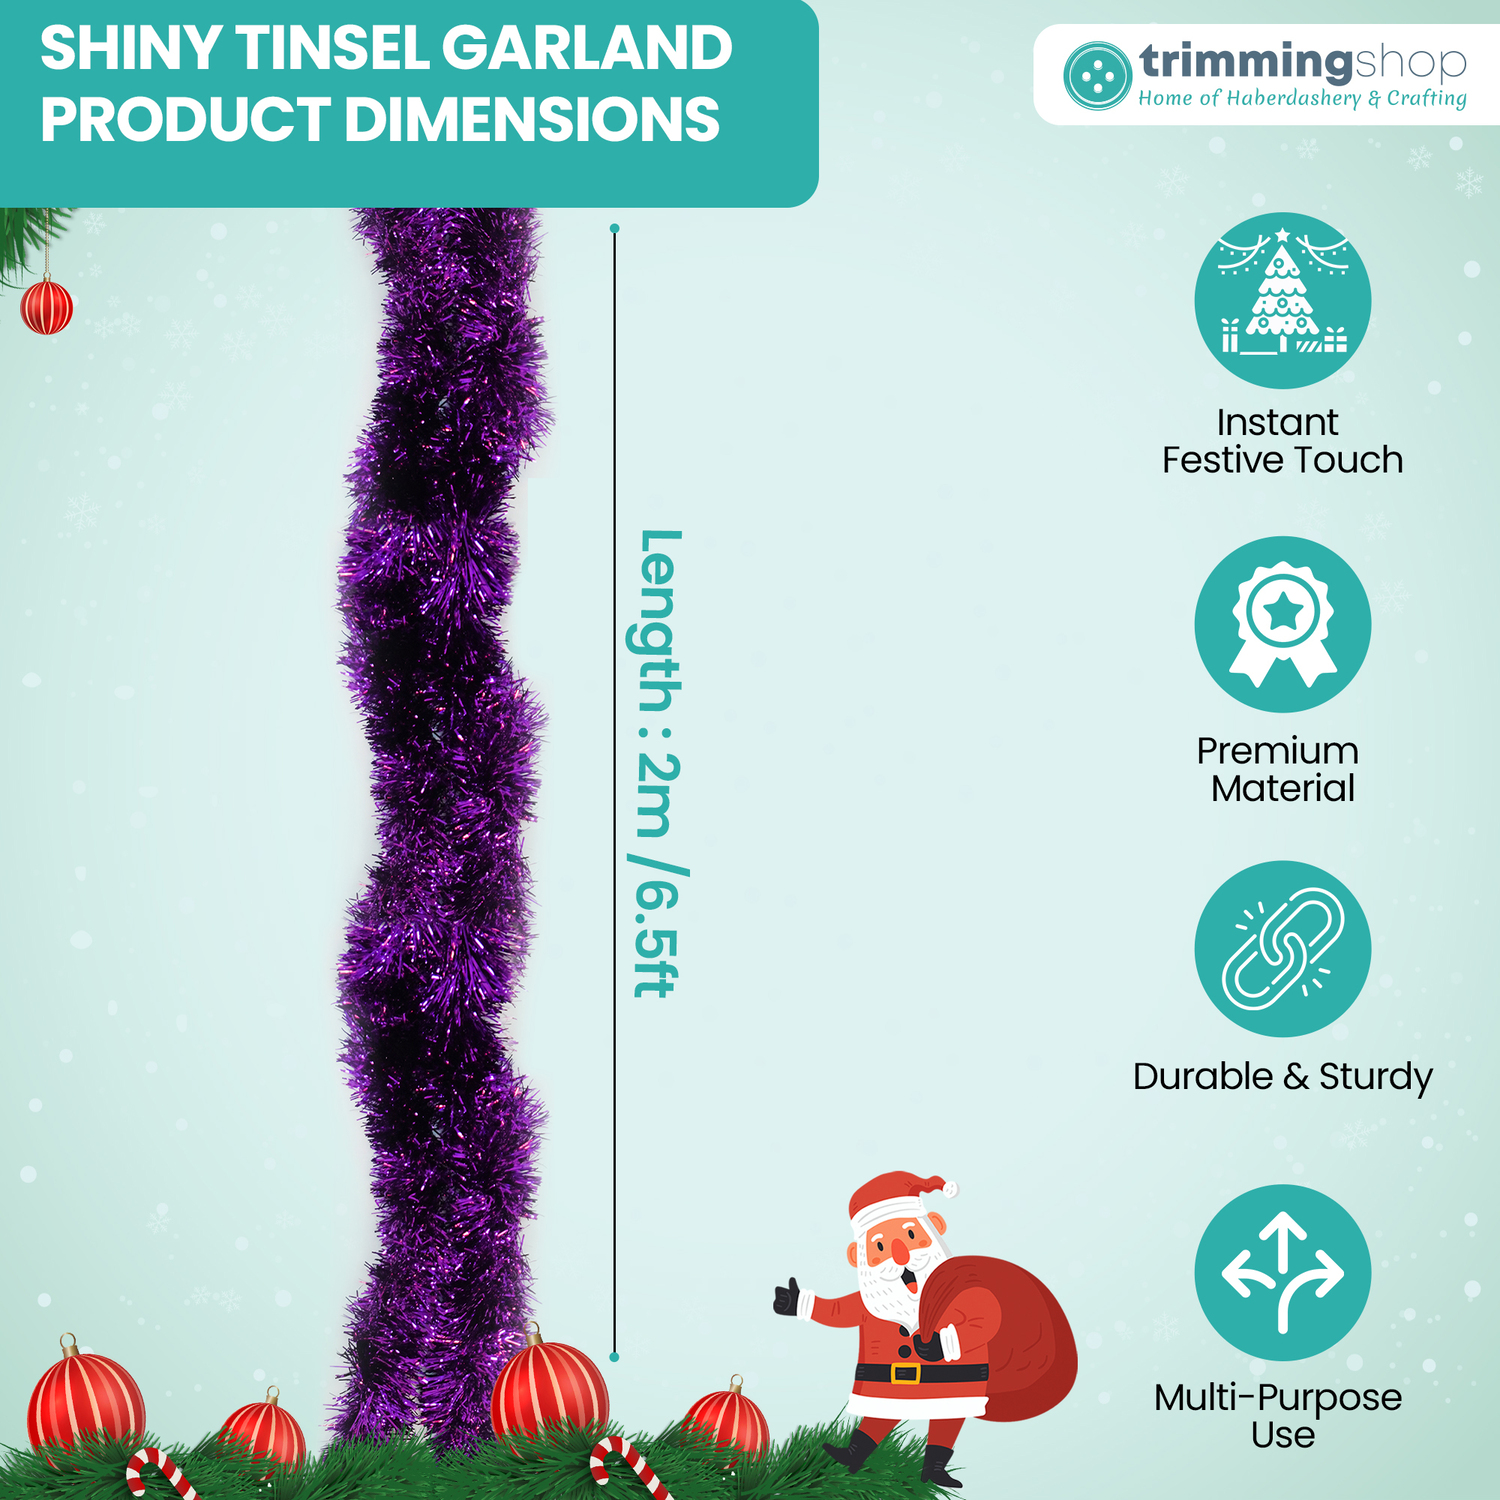 SHINY TINSEL GARLAND
PRODUCT DIMENSIONS
trimmingshop
Home of Haberdashery & Crafting
Length : 2m /6.5ft
Instant
Festive Touch
Premium
Material
Durable & Sturdy
Multi-Purpose
Use